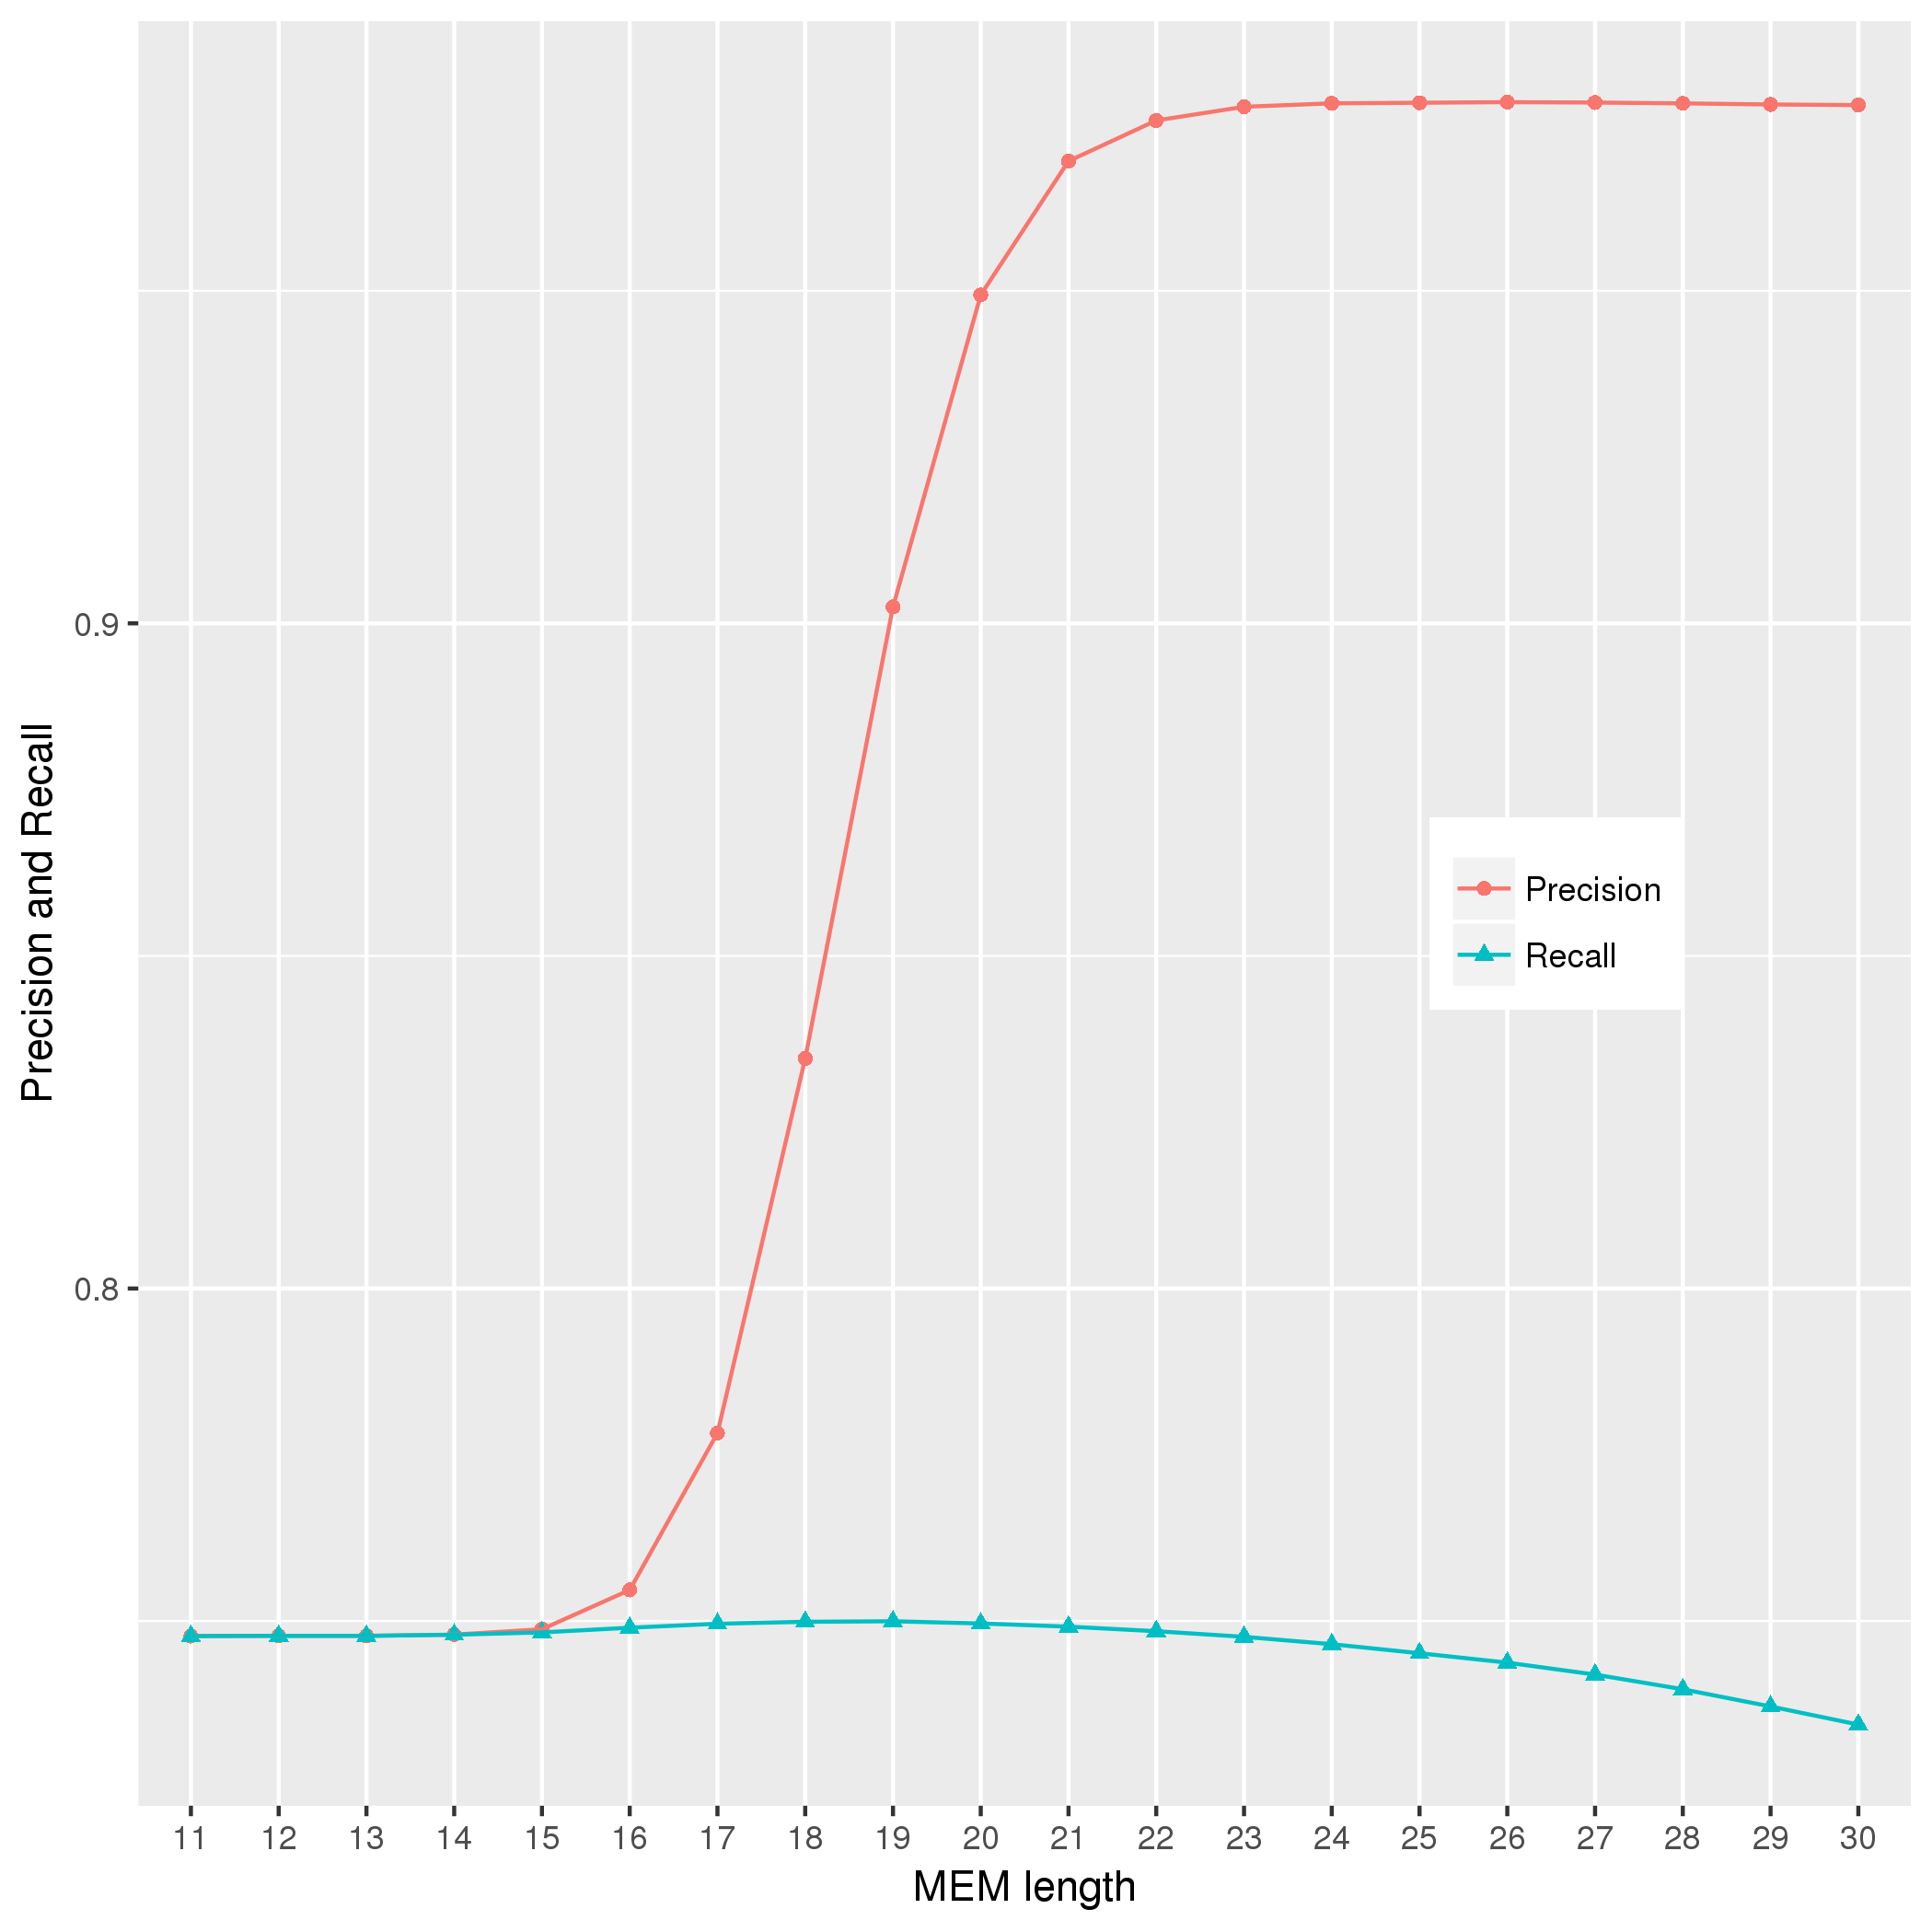 Precision and Recall
0.9
0.8
Precision
Recall
11 12 13 14 15 16 17 18 19 20 21 22 23 24 25 26 27 28 29 30
MEM length